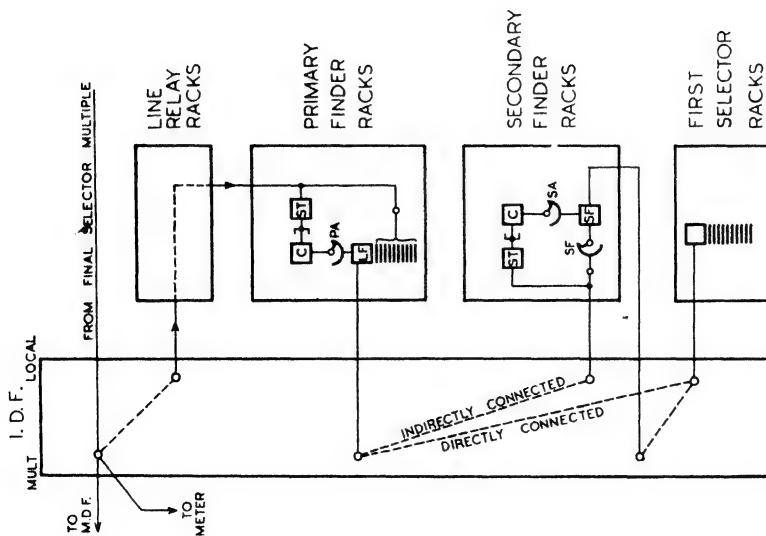 I. D. F.
MULT
LOCAL
TO
M.D.F.
TO
METER
FROM FINAL SELECTOR MULTIPLE
LINE
RELAY
RACKS
PRIMARY
FINDER
RACKS
ST
C
PA
LF
SECONDARY
FINDER
RACKS
ST
C
SA
SF
SF
FIRST
SELECTOR
RACKS
INDIRECTLY CONNECTED
DIRECTLY CONNECTED